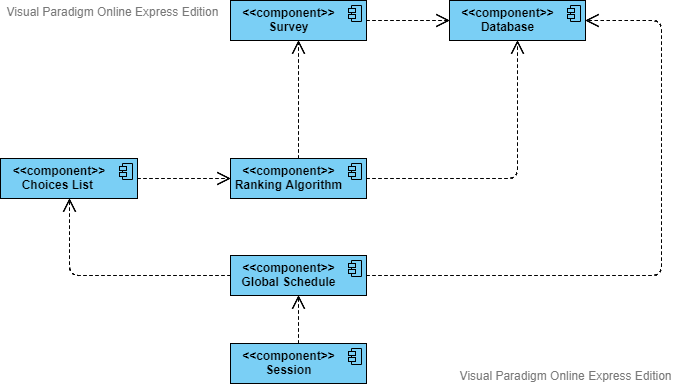 Visual Paradigm Online Express Edition
<<component>>
Survey
<<component>>
Database
<<component>>
Choices List
<<component>>
Ranking Algorithm
<<component>>
Global Schedule
<<component>>
Session
Visual Paradigm Online Express Edition